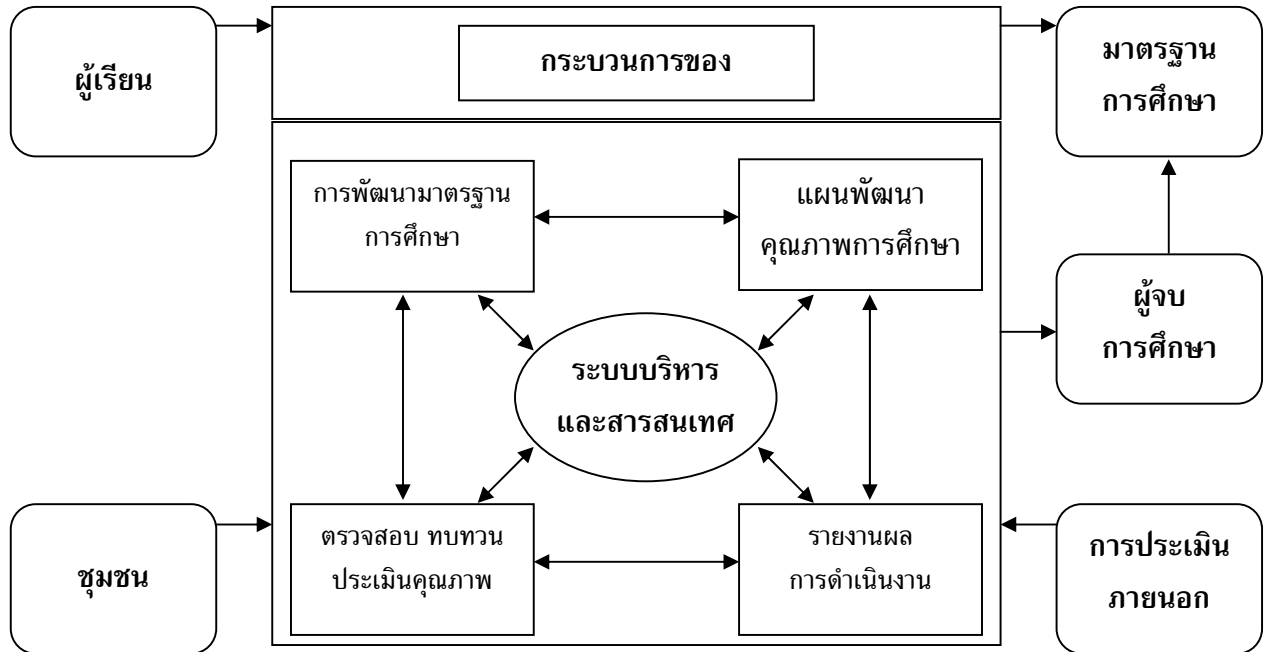 ผู้เรียน
กระบวนการของ
มาตรฐาน
การศึกษา
การพัฒนามาตรฐาน
การศึกษา
แผนพัฒนา
คุณภาพการศึกษา
ผู้จบ
การศึกษา
ระบบบริหาร
และสารสนเทศ
ชุมชน
ตรวจสอบ ทบทวน
ประเมินคุณภาพ
รายงานผล
การดำเนินงาน
การประเมิน
ภายนอก